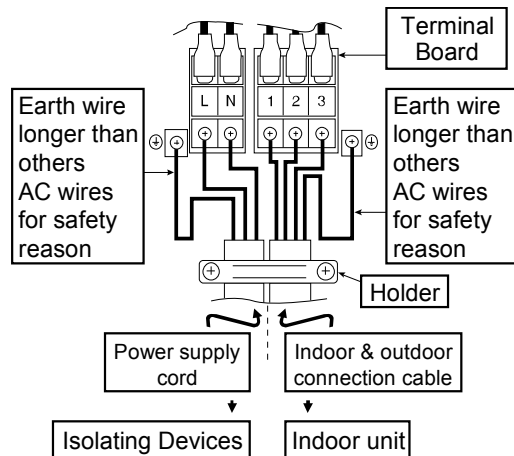 Terminal
Board
L N 1 2 3
Earth wire
longer than
others
AC wires
for safety
reason
Earth wire
longer than
others
AC wires
for safety
reason
Holder
Power supply
cord
Indoor & outdoor
connection cable
Isolating Devices
Indoor unit